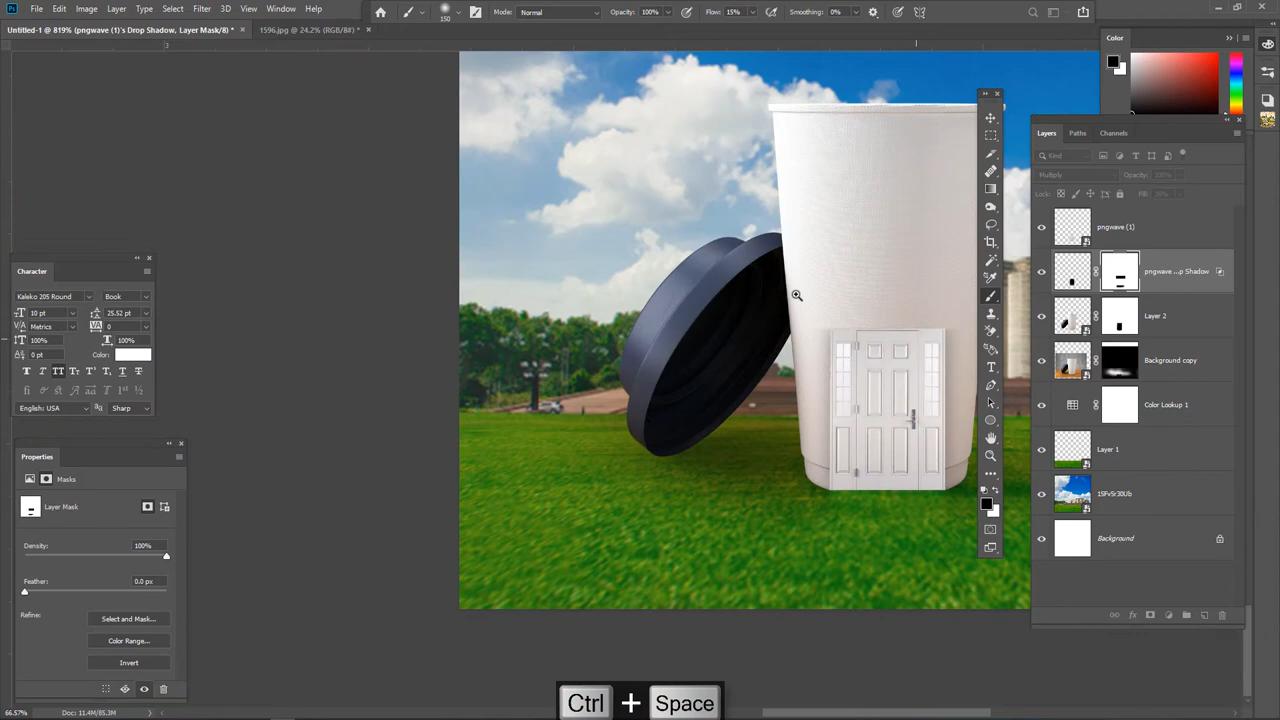 File Edit Image Layer Type Select Filter 3D View Window Help
150 Mode: Normal Opacity: 100% Flow: 15% Smoothing: 0%
Untitled-1 @ 819% (pngwave (1)'s Drop Shadow, Layer Mask/8) * × 1596.jpg @ 24.2% (RGB/8#) * ×
3
Color
Layers Paths Channels
Kind
Multiply Opacity: 100%
Lock: Fill: 39%
pngwave (1)
pngwave ...p Shadow
Layer 2
Background copy
Color Lookup 1
Layer 1
Background
Character
Kaleko 205 Round Book
10 pt 25.52 pt
Metrics 0
100% 100%
0 pt Color:
English: USA Sharp
Properties
Masks
Layer Mask
Density: 100%
Feather: 0.0 px
Refine: Select and Mask...
Color Range...
Invert
Ctrl + Space
66.57% Doc: 11.4M/85.3M